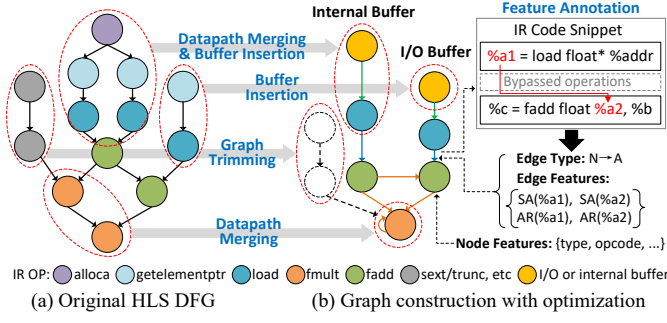 Internal Buffer
Feature Annotation
Datapath Merging
& Buffer Insertion
I/O Buffer
IR Code Snippet
%a1 = load float* %addr
Buffer
Insertion
Bypassed operations
%c = fadd float %a2, %b
Graph
Trimming
Edge Type: N→A
Edge Features:
SA(%a1), SA(%a2)
AR(%a1), AR(%a2)
Datapath
Merging
Node Features: {type, opcode, ...}
IR OP: alloca getelementptr load fmult fadd sext/trunc, etc I/O or internal buffer
(a) Original HLS DFG (b) Graph construction with optimization